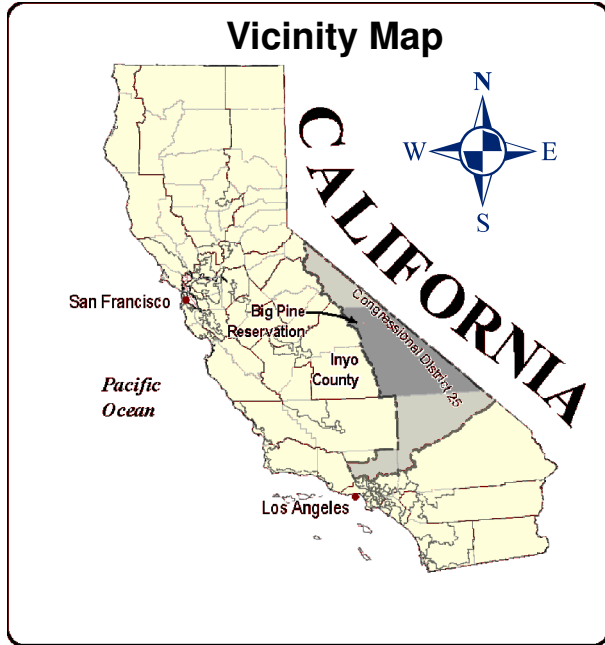 Vicinity Map
CALIFORNIA
N
W
E
S
San Francisco
Big Pine
Reservation
Congressional District 25
Inyo
County
Pacific
Ocean
Los Angeles